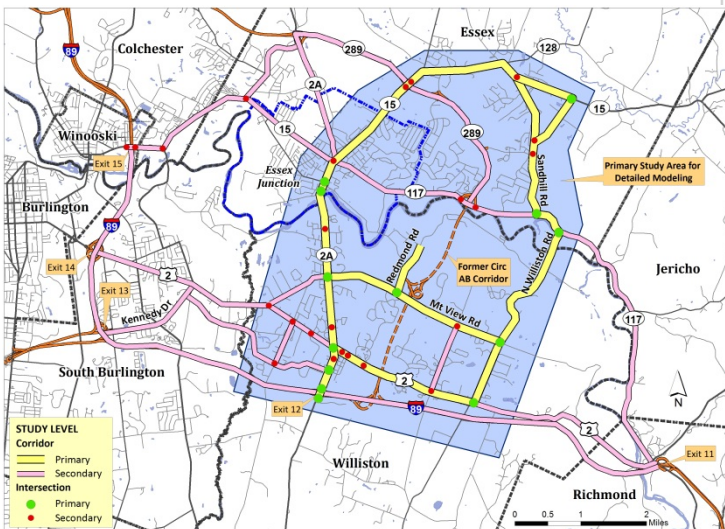 Essex
Colchester
89
289
128
2A
15
15
15
289
Winooski
Exit 15
Essex
Junction
Primary Study Area for
Detailed Modeling
Sandhill Rd
117
Burlington
89
Exit 14
2
2A
Redmond Rd
Former Circ
AB Corridor
N Williston Rd
Jericho
Exit 13
Kennedy Dr
Mt View Rd
117
South Burlington
2
N
Exit 12
89
2
STUDY LEVEL
Corridor
Primary
Secondary
Intersection
Primary
Secondary
Williston
Exit 11
Richmond
0 0.5 1 2
Miles